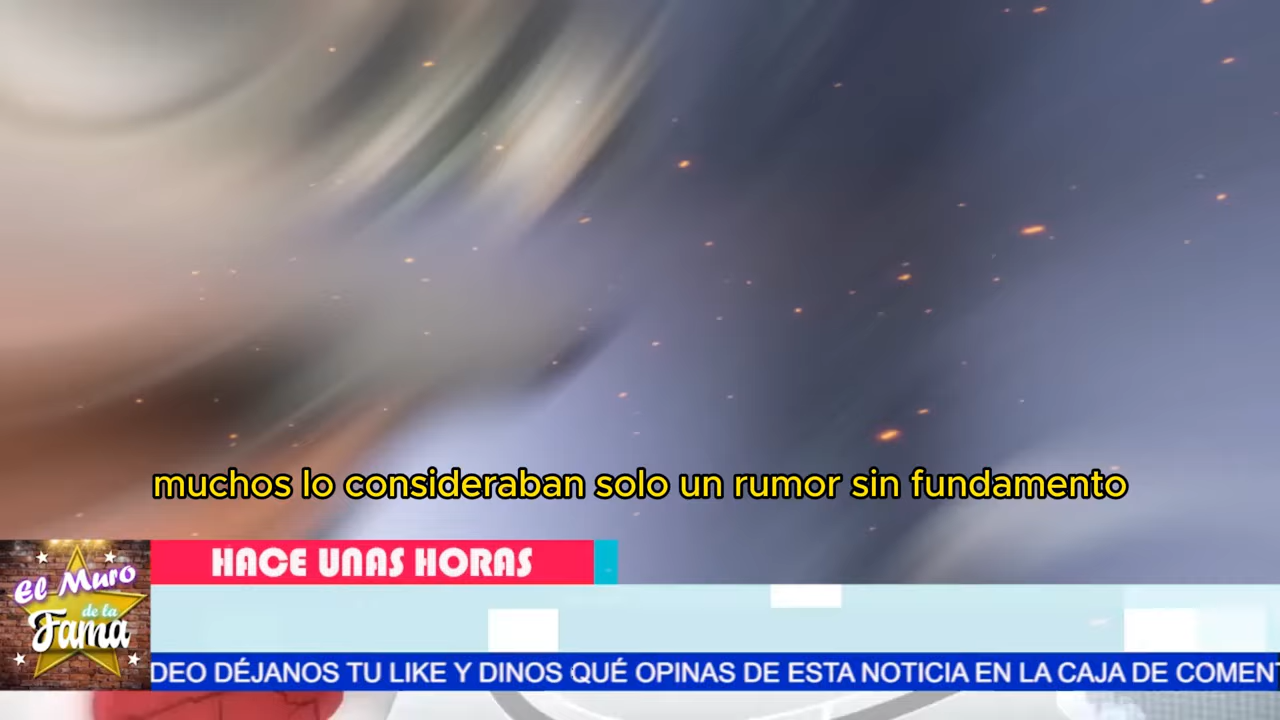 muchos lo consideraban solo un rumor sin fundamento
HACE UNAS HORAS
El Muro
de la
Fama
DEO DÉJANOS TU LIKE Y DINOS QUÉ OPINAS DE ESTA NOTICIA EN LA CAJA DE COMEN